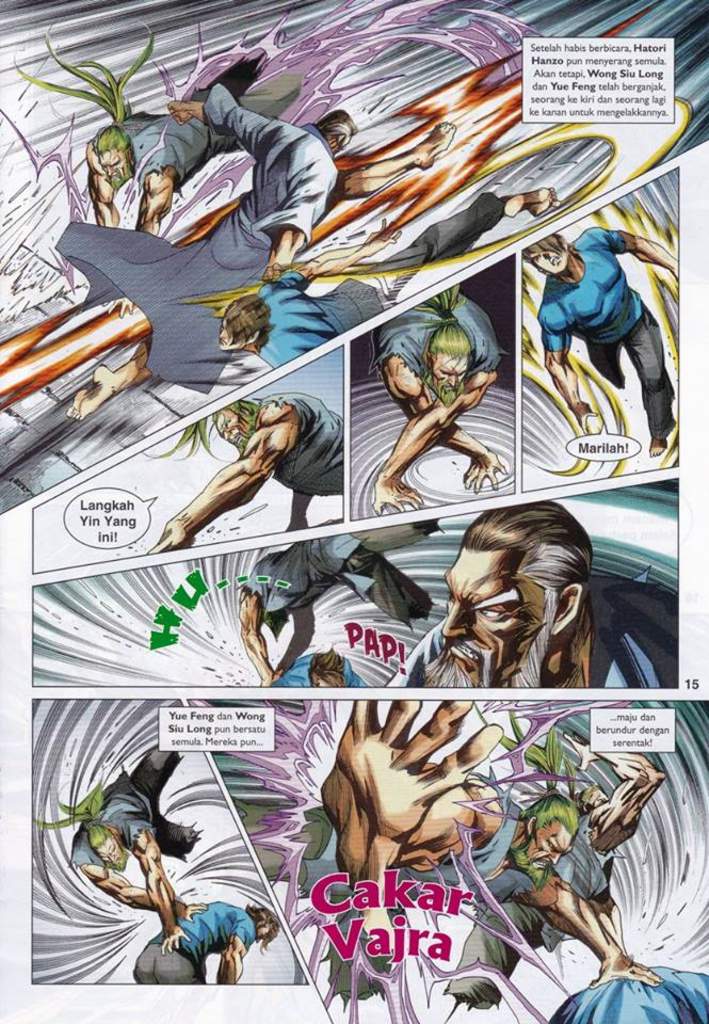 Setelah habis berbicara, Hatori
Hanzo pun menyerang semula.
Akan tetapi, Wong Siu Long
dan Yue Feng telah berganjak,
seorang ke kiri dan seorang lagi
ke kanan untuk mengelakkannya.
Marilah!
Langkah
Yin Yang
ini!
HU----
PAP!
15
Yue Feng dan Wong
Siu Long pun bersatu
semula. Mereka pun...
...maju dan
berundur dengan
serentak!
Cakar
Vajra